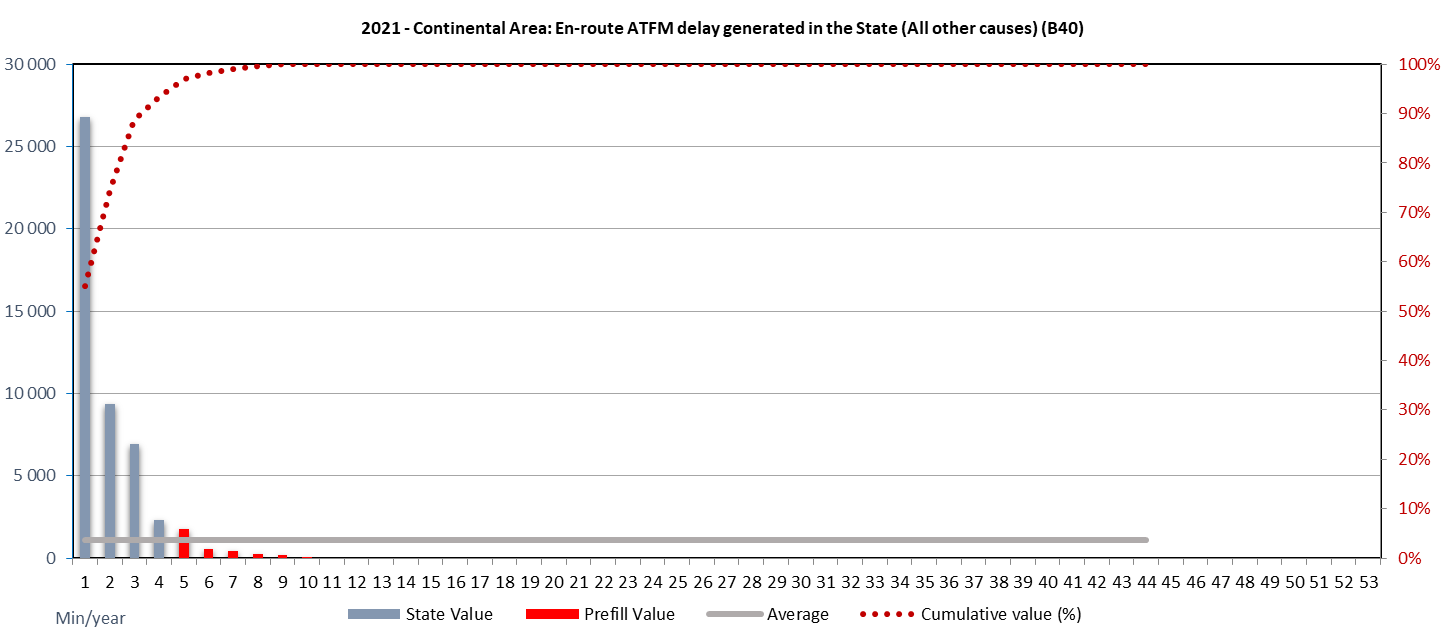 2021 - Continental Area: En-route ATFM delay generated in the State (All other causes) (B40)
30 000 100%
90%
25 000
80%
20 000 70%
60%
15 000 50%
40%
10 000
30%
5 000 20%
10%
0 0%
1 2 3 4 5 6 7 8 9 10 11 12 13 14 15 16 17 18 19 20 21 22 23 24 25 26 27 28 29 30 31 32 33 34 35 36 37 38 39 40 41 42 43 44 45 46 47 48 49 50 51 52 53
Min/year State Value Prefill Value Average Cumulative value (%)